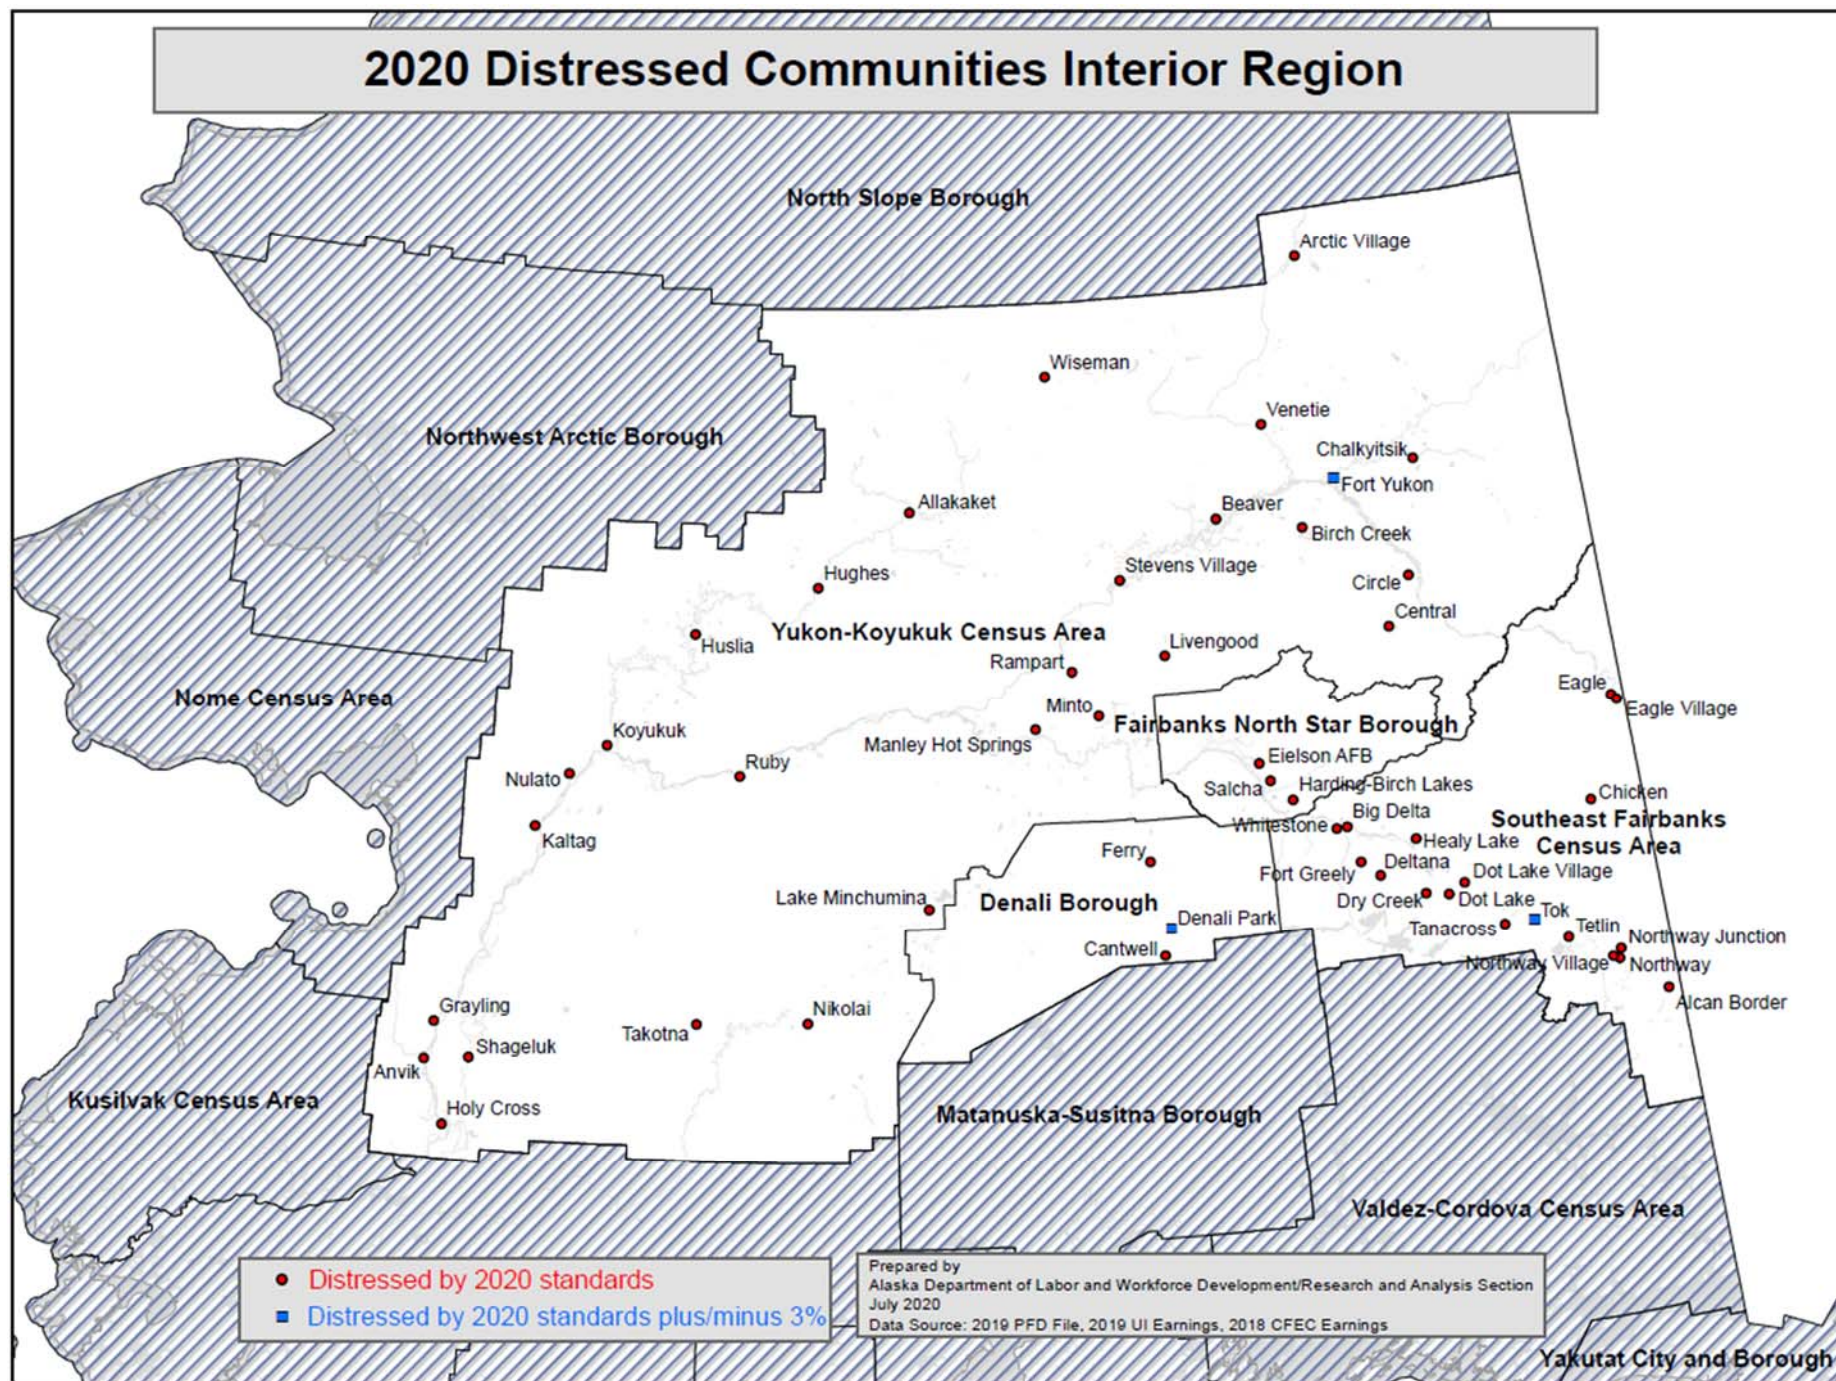 2020 Distressed Communities Interior Region
North Slope Borough
Arctic Village
Wiseman
Venetie
Northwest Arctic Borough
Chalkyitsik
Fort Yukon
Allakaket
Beaver
Birch Creek
Stevens Village
Hughes
Circle
Central
Yukon-Koyukuk Census Area
Huslia
Livengood
Rampart
Eagle
Nome Census Area
Minto
Eagle Village
Fairbanks North Star Borough
Koyukuk
Manley Hot Springs
Eielson AFB
Ruby
Nulato
Salcha
Harding-Birch Lakes
Chicken
Big Delta
Southeast Fairbanks
Census Area
Whitestone
Kaltag
Healy Lake
Ferry
Deltana
Fort Greely
Dot Lake Village
Lake Minchumina
Denali Borough
Dry Creek
Dot Lake
Tok
Denali Park
Tanacross
Tetlin
Northway Junction
Cantwell
Northway Village
Northway
Alcan Border
Grayling
Nikolai
Takotna
Shageluk
Anvik
Kusilvak Census Area
Holy Cross
Matanuska-Susitna Borough
Valdez-Cordova Census Area
Distressed by 2020 standards
Distressed by 2020 standards plus/minus 3%
Prepared by
Alaska Department of Labor and Workforce Development/Research and Analysis Section
July 2020
Data Source: 2019 PFD File, 2019 UI Earnings, 2018 CFEC Earnings
Yakutat City and Borough